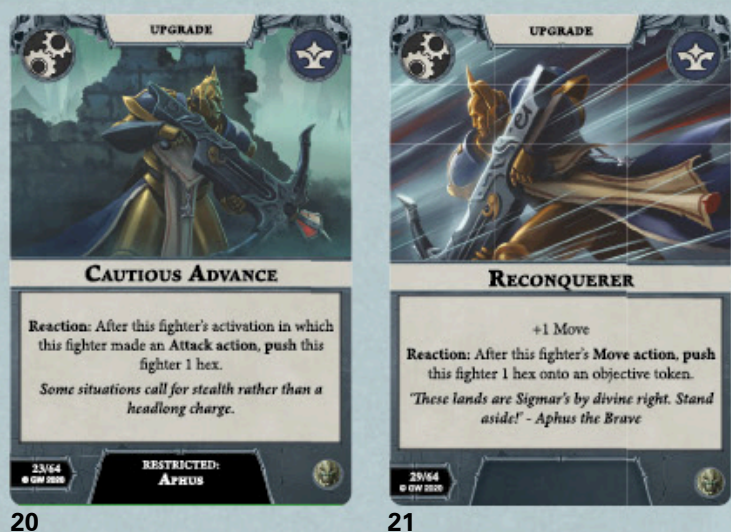 UPGRADE
CAUTIOUS ADVANCE
Reaction: After this fighter's activation in which
this fighter made an Attack action, push this
fighter 1 hex.
Some situations call for stealth rather than a
headlong charge.
23/64
© GW 2020
RESTRICTED:
APHUS
20
UPGRADE
RECONQUERER
+1 Move
Reaction: After this fighter's Move action, push
this fighter 1 hex onto an objective token.
"These lands are Sigmar's by divine right. Stand
aside!' - Aphus the Brave
29/64
© GW 2020
21